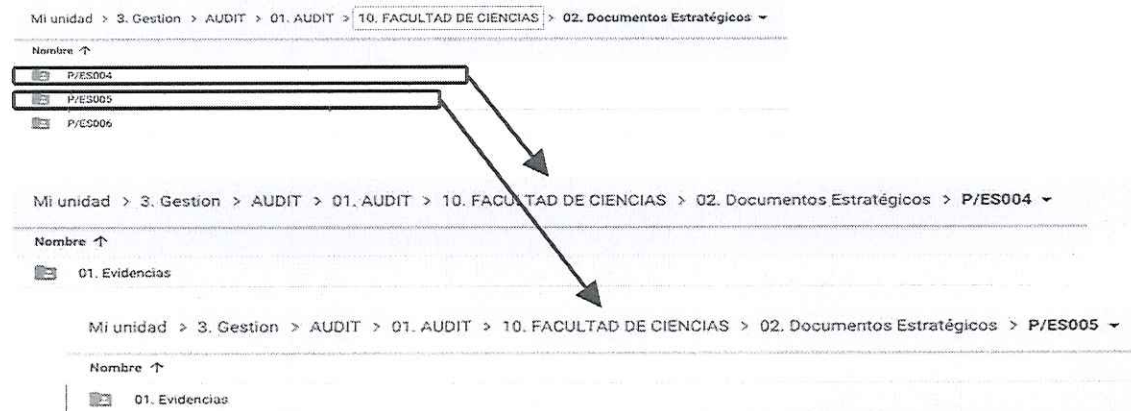 Mi unidad > 3. Gestion > AUDIT > 01. AUDIT > 10. FACULTAD DE CIENCIAS > 02. Documentos Estratégicos
Nombre ↑
P/ES004
P/ES005
P/ES006
Mi unidad > 3. Gestion > AUDIT > 01. AUDIT > 10. FACULTAD DE CIENCIAS > 02. Documentos Estratégicos > P/ES004
Nombre ↑
01. Evidencias
Mi unidad > 3. Gestion > AUDIT > 01. AUDIT > 10. FACULTAD DE CIENCIAS > 02. Documentos Estratégicos > P/ES005
Nombre ↑
01. Evidencias